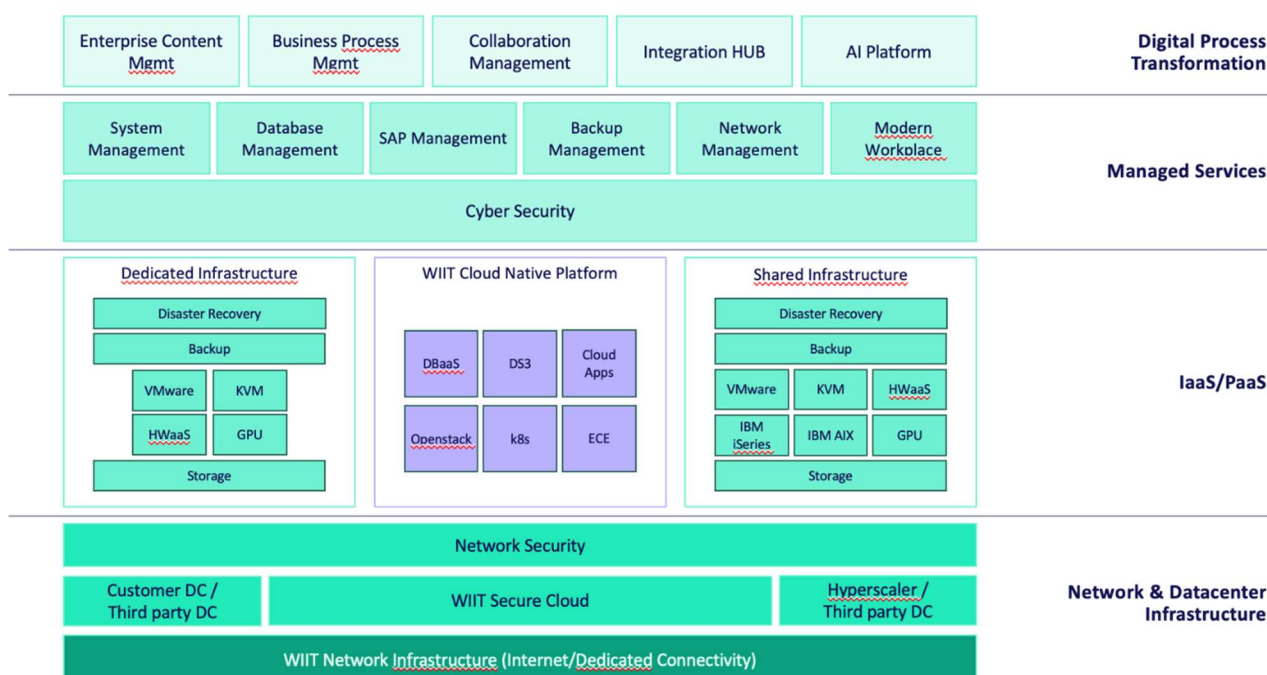 Enterprise Content
Mgmt
Business Process
Mgmt
Collaboration
Management
Integration HUB
AI Platform
Digital Process
Transformation
System
Management
Database
Management
SAP Management
Backup
Management
Network
Management
Modern
Workplace
Managed Services
Cyber Security
Dedicated Infrastructure
Disaster Recovery
Backup
VMware
KVM
HWaaS
GPU
Storage
WIIT Cloud Native Platform
DBaaS
DS3
Cloud
Apps
Openstack
k8s
ECE
Shared Infrastructure
Disaster Recovery
Backup
VMware
KVM
HWaaS
IBM
iSeries
IBM AIX
GPU
Storage
IaaS/PaaS
Network Security
Customer DC /
Third party DC
WIIT Secure Cloud
Hyperscaler /
Third party DC
Network & Datacenter
Infrastructure
WIIT Network Infrastructure (Internet/Dedicated Connectivity)